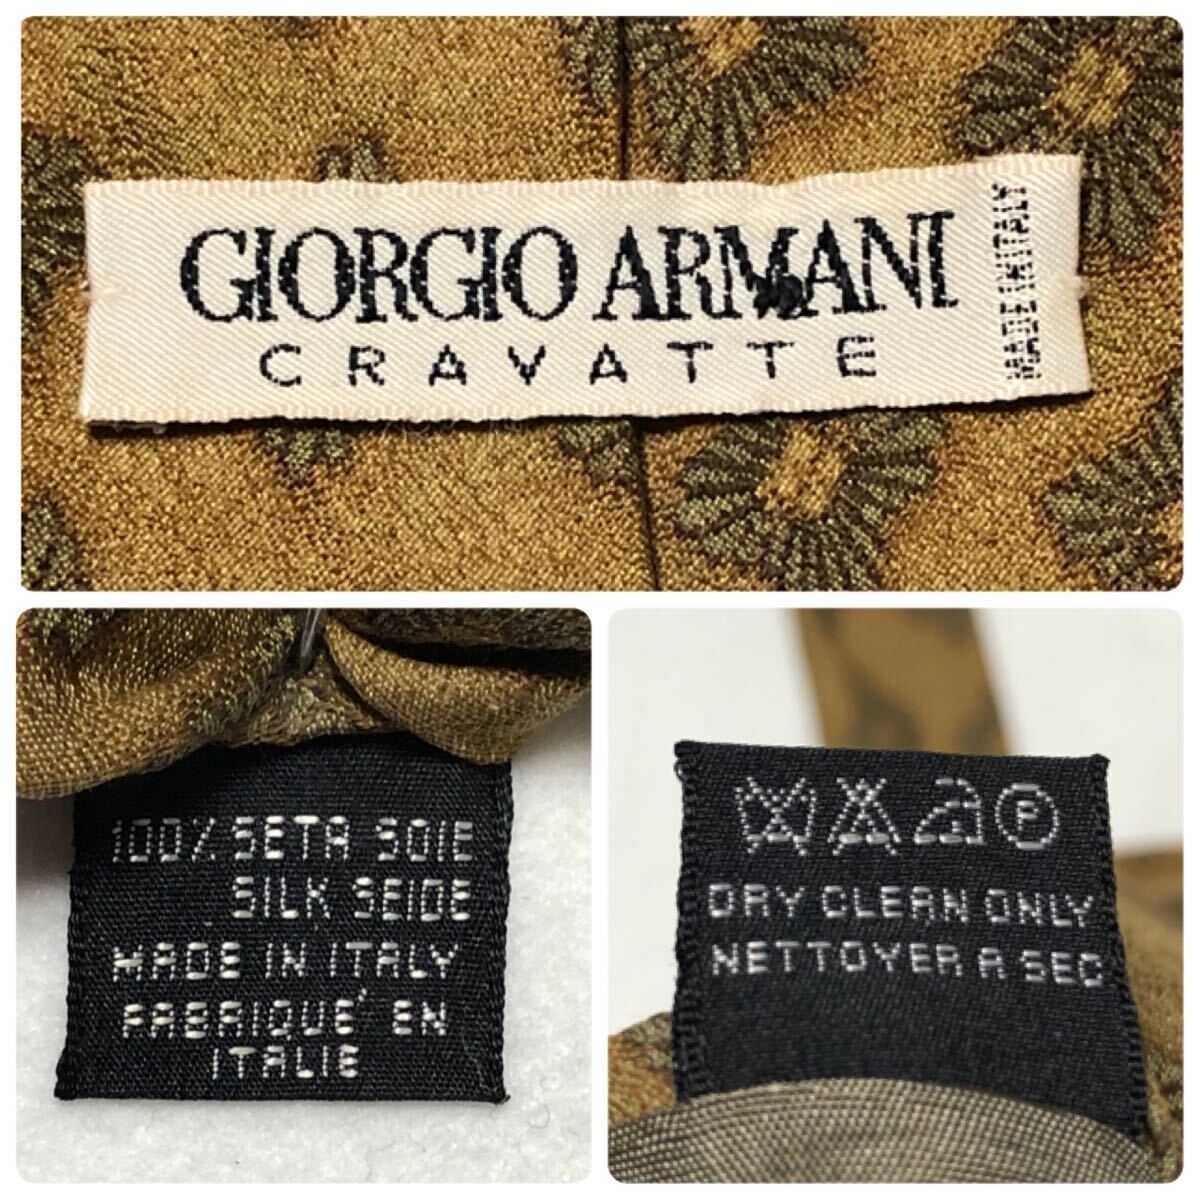 GIORGIO ARMANI
CRAVATTE
MADE IN ITALY
100% SETA SOIE
SILK SEIDE
MADE IN ITALY
FABRIQUÉ EN
ITALIE
P
DRY CLEAN ONLY
NETTOYER A SEC